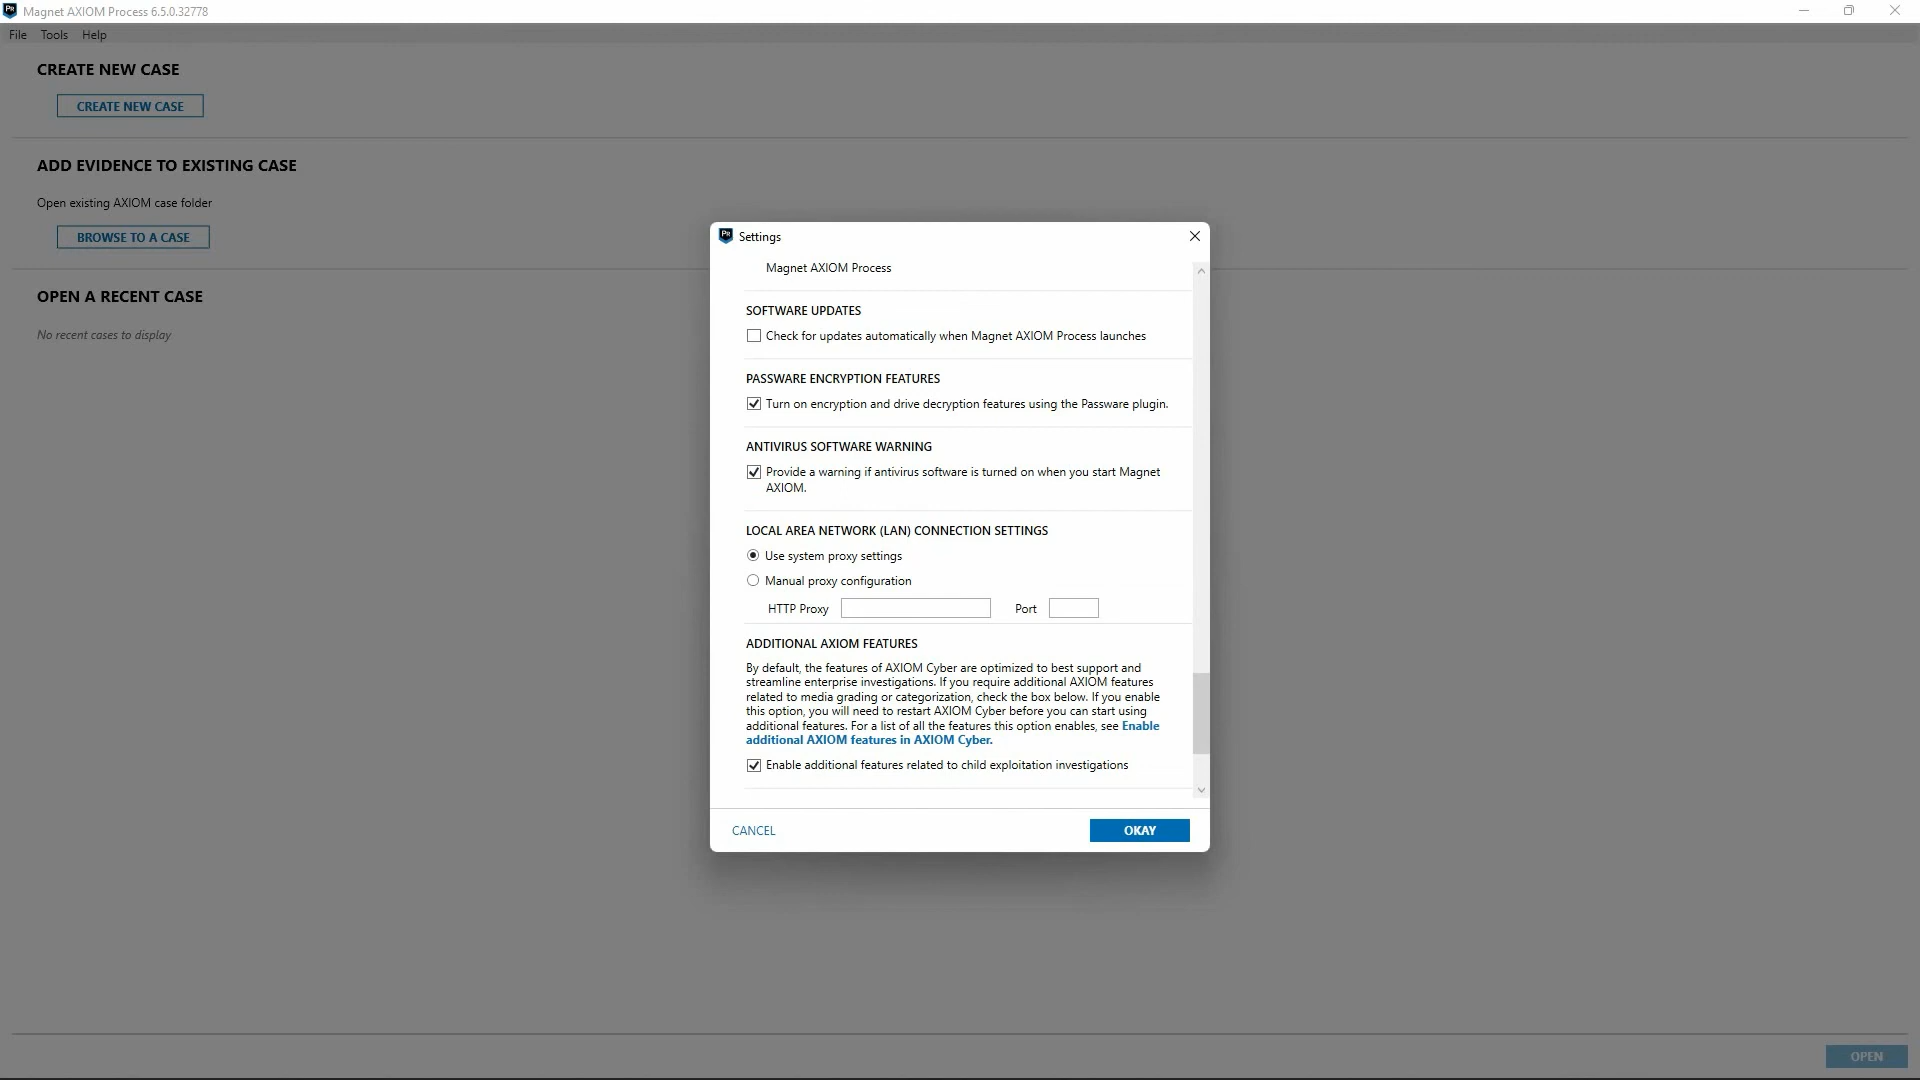 Magnet AXIOM Process 6.5.0.32778
File Tools Help
CREATE NEW CASE
CREATE NEW CASE
ADD EVIDENCE TO EXISTING CASE
Open existing AXIOM case folder
BROWSE TO A CASE
OPEN A RECENT CASE
No recent cases to display
PR Settings
Magnet AXIOM Process
SOFTWARE UPDATES
Check for updates automatically when Magnet AXIOM Process launches
PASSWARE ENCRYPTION FEATURES
Turn on encryption and drive decryption features using the Passware plugin.
ANTIVIRUS SOFTWARE WARNING
Provide a warning if antivirus software is turned on when you start Magnet
AXIOM.
LOCAL AREA NETWORK (LAN) CONNECTION SETTINGS
Use system proxy settings
Manual proxy configuration
HTTP Proxy Port
ADDITIONAL AXIOM FEATURES
By default, the features of AXIOM Cyber are optimized to best support and
streamline enterprise investigations. If you require additional AXIOM features
related to media grading or categorization, check the box below. If you enable
this option, you will need to restart AXIOM Cyber before you can start using
additional features. For a list of all the features this option enables, see Enable
additional AXIOM features in AXIOM Cyber.
Enable additional features related to child exploitation investigations
CANCEL OKAY
OPEN